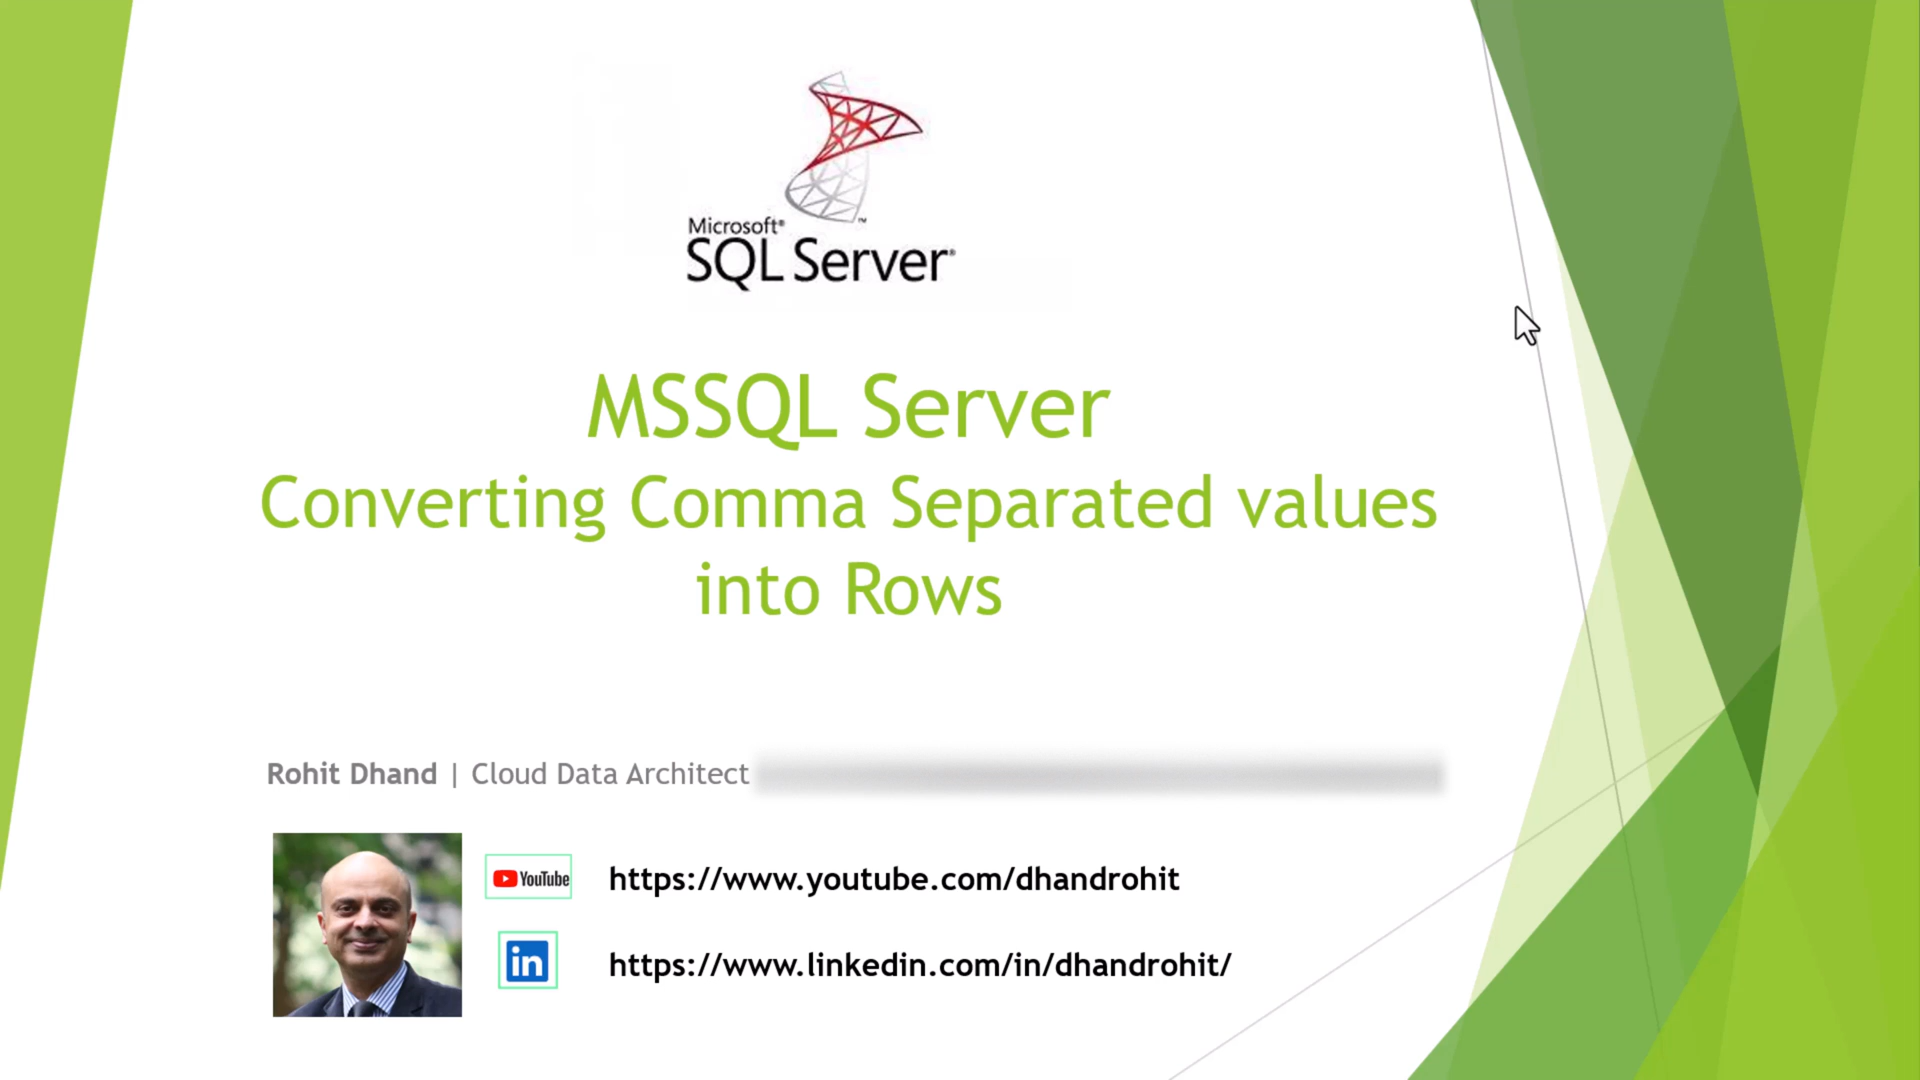 Microsoft®
SQL Server®
MSSQL Server
Converting Comma Separated values
into Rows
Rohit Dhand | Cloud Data Architect
YouTube
https://www.youtube.com/dhandrohit
in
https://www.linkedin.com/in/dhandrohit/